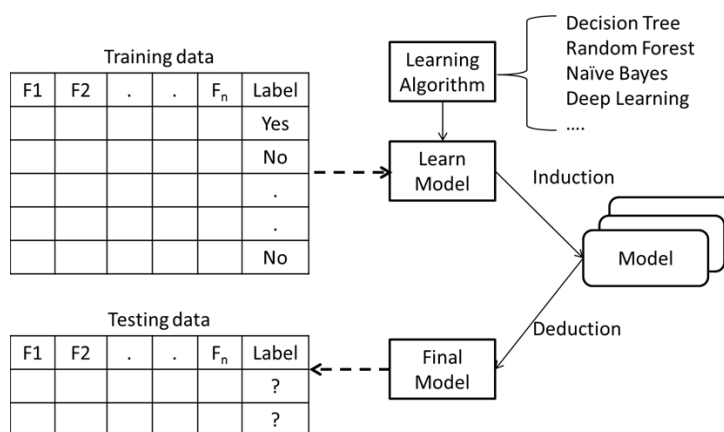 Training data
F1 F2 . . Fn Label
Yes
No
.
.
No
Learning
Algorithm
Decision Tree
Random Forest
Naïve Bayes
Deep Learning
....
Learn
Model
Induction
Model
Deduction
Testing data
F1 F2 . . Fn Label
?
?
Final
Model